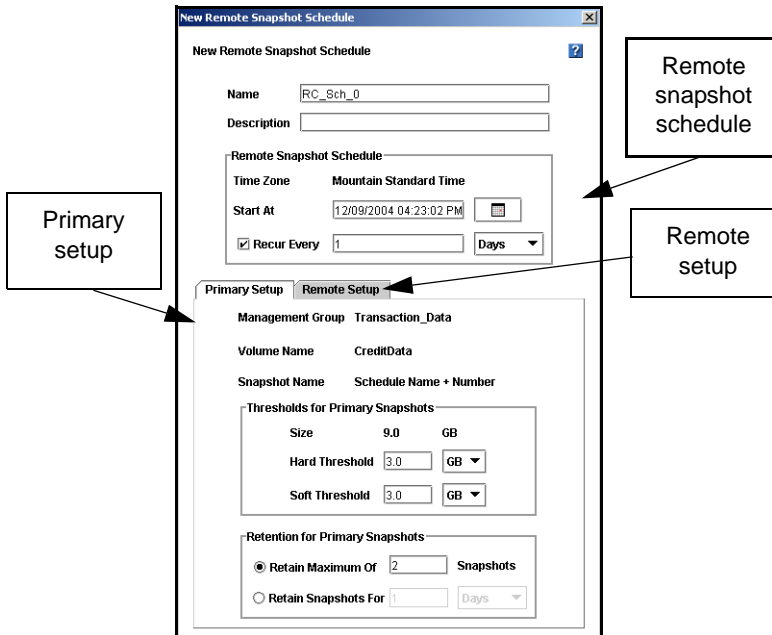 New Remote Snapshot Schedule
New Remote Snapshot Schedule
?
Name RC_Sch_0
Description
Remote Snapshot Schedule
Time Zone Mountain Standard Time
Start At 12/09/2004 04:23:02 PM
Recur Every 1 Days
Remote
snapshot
schedule
Primary
setup
Remote
setup
Primary Setup Remote Setup
Management Group Transaction_Data
Volume Name CreditData
Snapshot Name Schedule Name + Number
Thresholds for Primary Snapshots
Size 9.0 GB
Hard Threshold 3.0 GB
Soft Threshold 3.0 GB
Retention for Primary Snapshots
Retain Maximum Of 2 Snapshots
Retain Snapshots For 1 Days